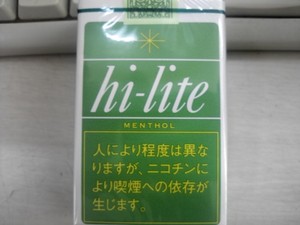 hi-lite
MENTHOL
人により程度は異な
りますが、ニコチンに
より喫煙への依存が
生じます。